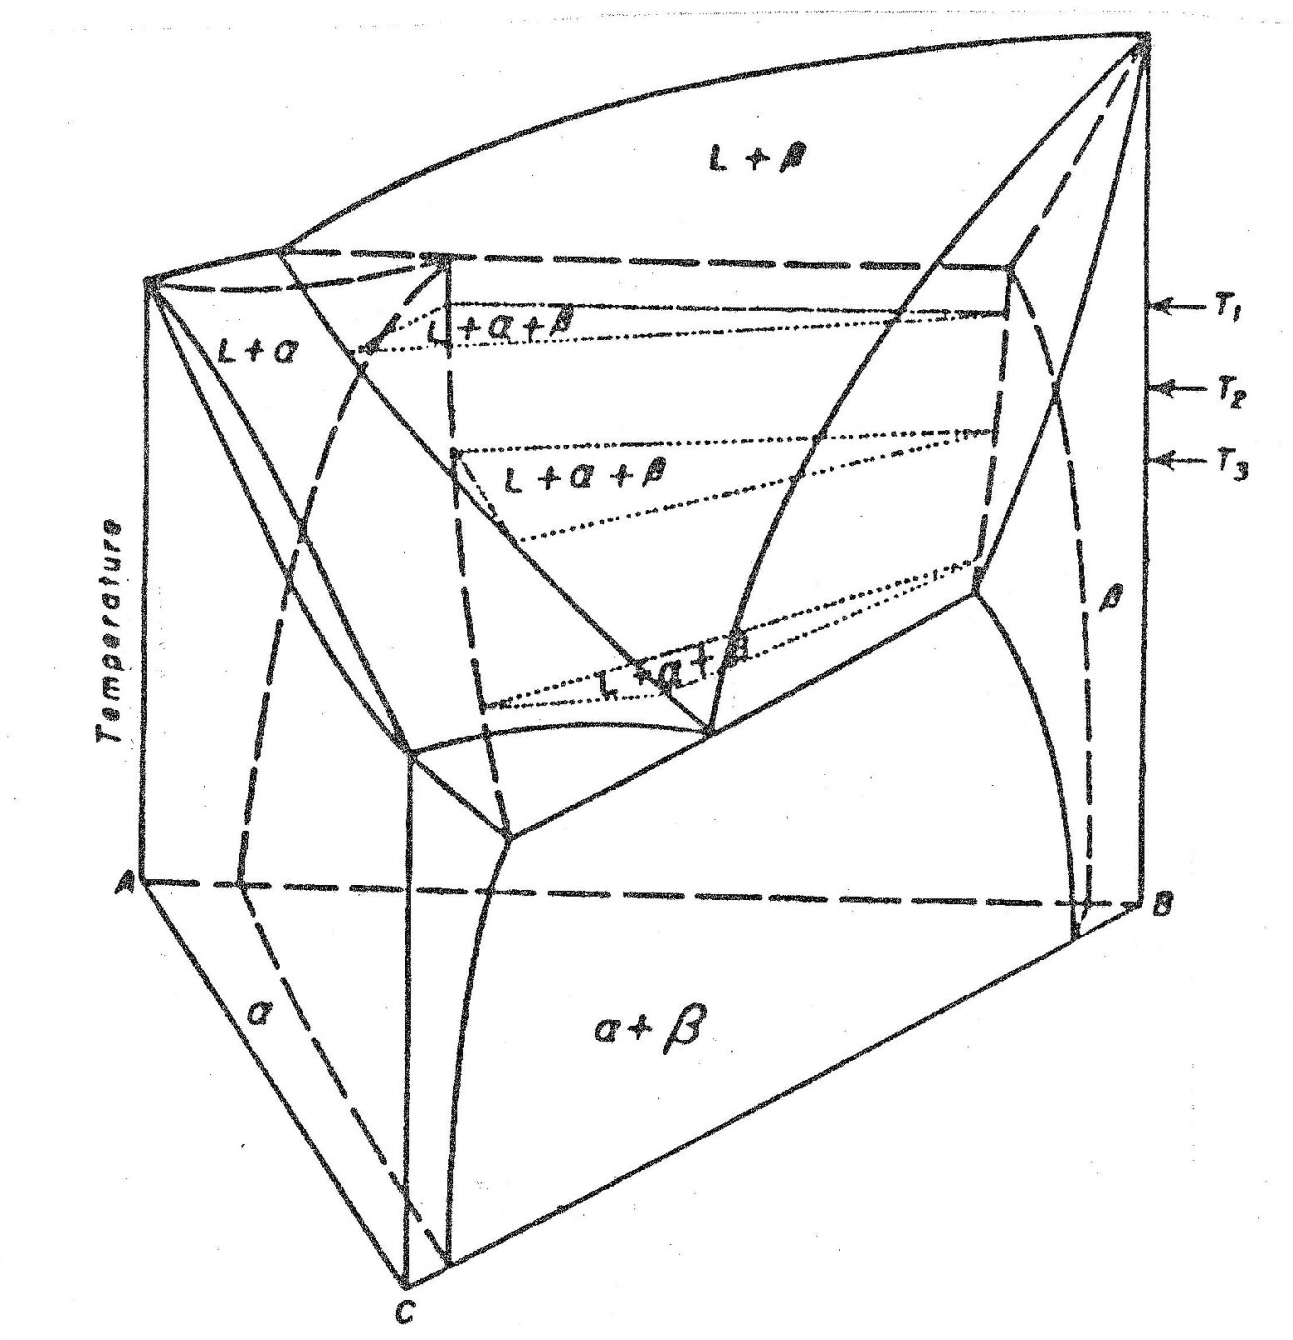 L + β
T1
L + α + β
L + α
T2
T3
L + α + β
Temperature
β
L + α + β
A
B
α
α + β
C